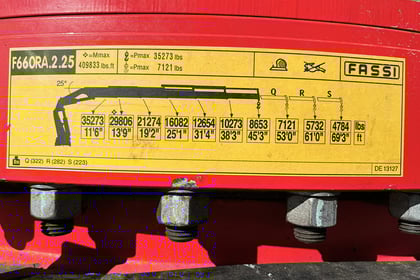 F660RA.2.25
=Mmax
409833 lbs.ft
=Pmax 35273 lbs
=Pmax 7121 lbs
FASSI
25°
Q R S
35273 29806 21274 16082 12654 10273 8653 7121 5732 4784 lbs
11'6" 13'9" 19'2" 25'1" 31'4" 38'3" 45'3" 53'0" 61'0" 69'3" ft
Q (322) R (282) S (223)
DE 13127